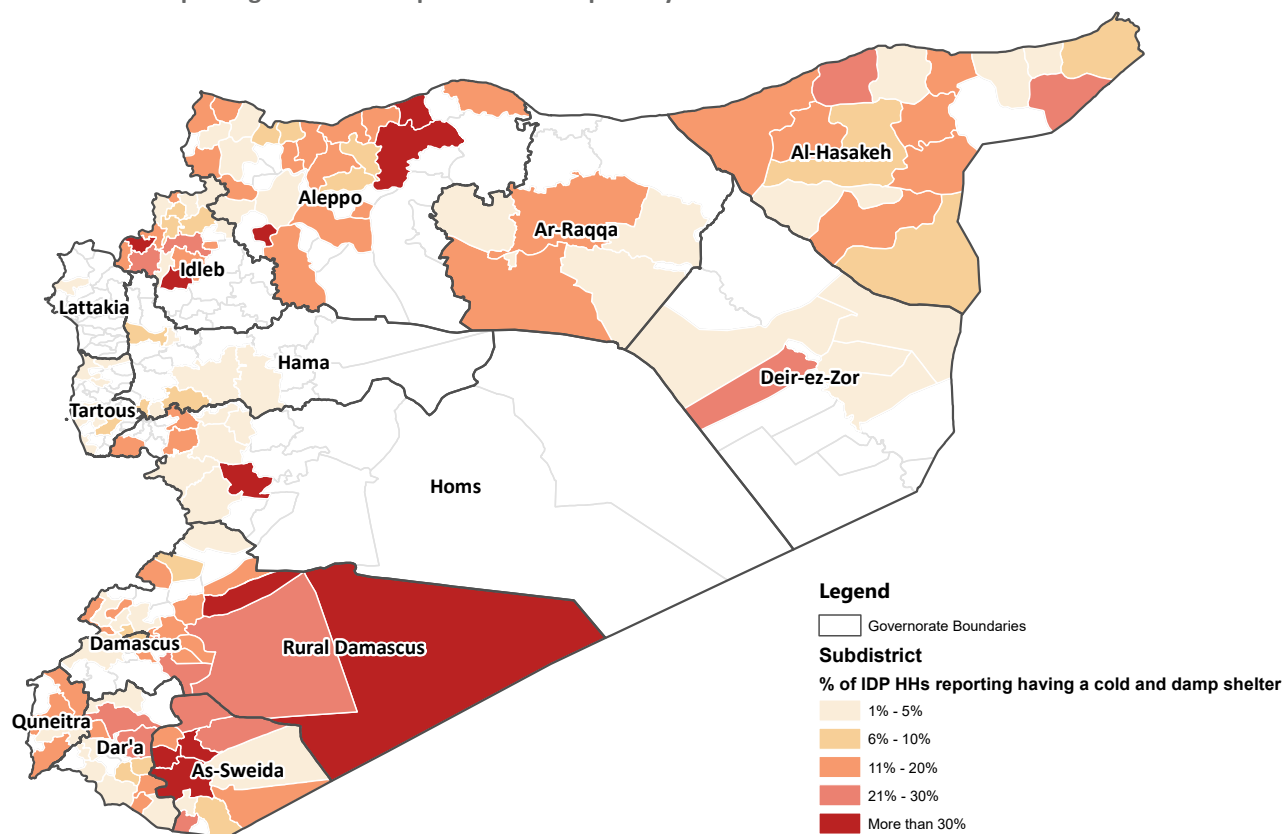 Al-Hasakeh
Aleppo
Ar-Raqqa
Idleb
Lattakia
Hama
Deir-ez-Zor
Tartous
Homs
Legend
Governorate Boundaries
Damascus
Rural Damascus
Subdistrict
% of IDP HHs reporting having a cold and damp shelter
1% - 5%
Quneitra
6% - 10%
Dar'a
11% - 20%
As-Sweida
21% - 30%
More than 30%